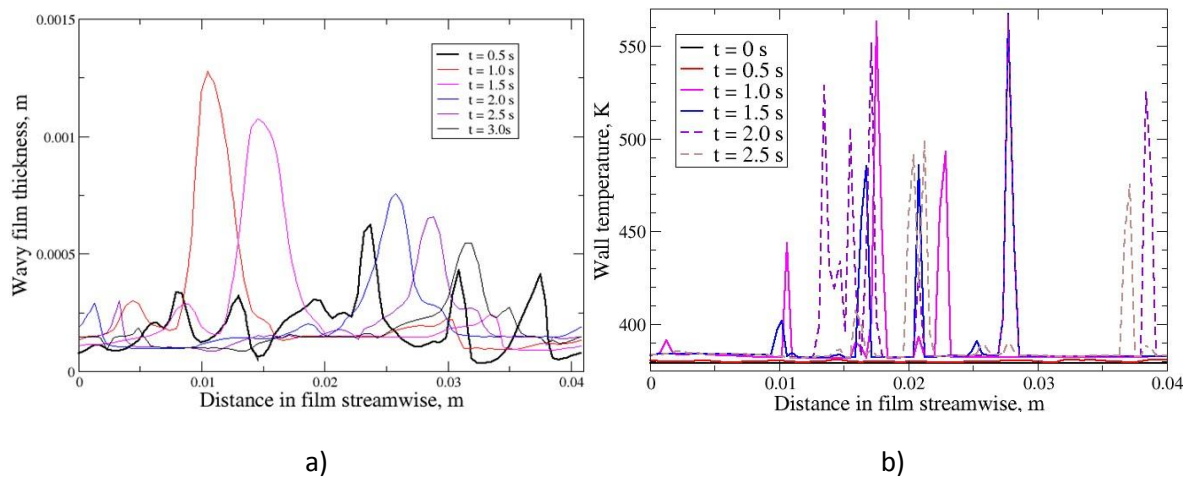 0.0015
0.001
0.0005
0
Wavy film thickness, m
t = 0.5 s
t = 1.0 s
t = 1.5 s
t = 2.0 s
t = 2.5 s
t = 3.0s
0 0.01 0.02 0.03 0.04
Distance in film streamwise, m
a)
550
500
450
400
Wall temperature, K
t = 0 s
t = 0.5 s
t = 1.0 s
t = 1.5 s
t = 2.0 s
t = 2.5 s
0 0.01 0.02 0.03 0.04
Distance in film streamwise, m
b)